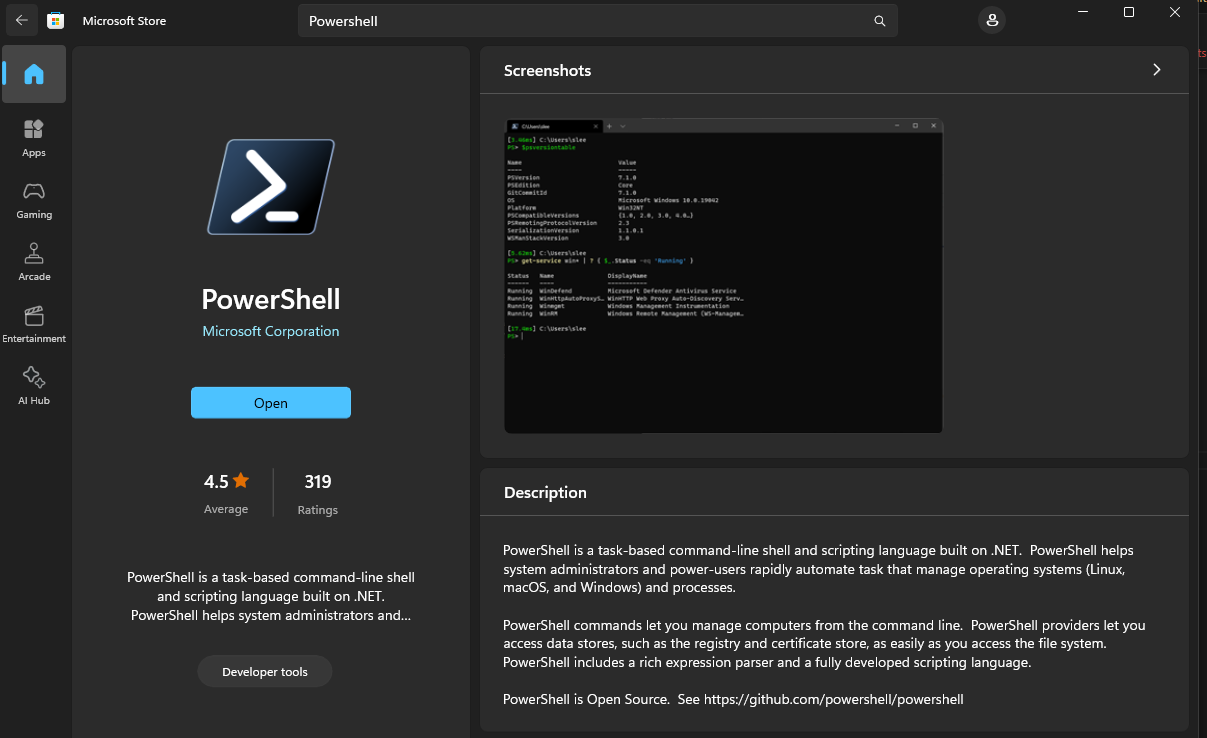 Microsoft Store
Powershell
Apps
Gaming
Arcade
Entertainment
AI Hub
PowerShell
Microsoft Corporation
Open
4.5
Average
319
Ratings
PowerShell is a task-based command-line shell
and scripting language built on .NET.
PowerShell helps system administrators and...
Developer tools
Screenshots
C:\Users\slee
[3.46ms] C:\Users\slee
PS> $psversiontable
Name Value
---- -----
PSVersion 7.1.0
PSEdition Core
GitCommitId 7.1.0
OS Microsoft Windows 10.0.19042
Platform Win32NT
PSCompatibleVersions {1.0, 2.0, 3.0, 4.0…}
PSRemotingProtocolVersion 2.3
SerializationVersion 1.1.0.1
WSManStackVersion 3.0
[8.62ms] C:\Users\slee
PS> get-service win* | ? { $_.Status -eq 'Running' }
Status Name DisplayName
------ ---- -----------
Running WinDefend Microsoft Defender Antivirus Service
Running WinHttpAutoProxyS… WinHTTP Web Proxy Auto-Discovery Serv…
Running Winmgmt Windows Management Instrumentation
Running WinRM Windows Remote Management (WS-Managem…
C:\Users\slee
PS>
Description
PowerShell is a task-based command-line shell and scripting language built on .NET.  PowerShell helps
system administrators and power-users rapidly automate task that manage operating systems (Linux,
macOS, and Windows) and processes.
PowerShell commands let you manage computers from the command line.  PowerShell providers let you
access data stores, such as the registry and certificate store, as easily as you access the file system.
PowerShell includes a rich expression parser and a fully developed scripting language.
PowerShell is Open Source.  See https://github.com/powershell/powershell